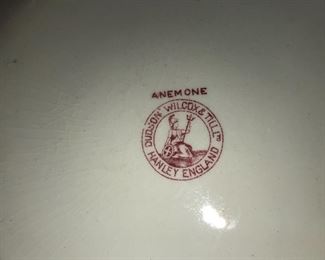 ANEMONE
DUDSON WILCOX & TILL LTD
HANLEY ENGLAND